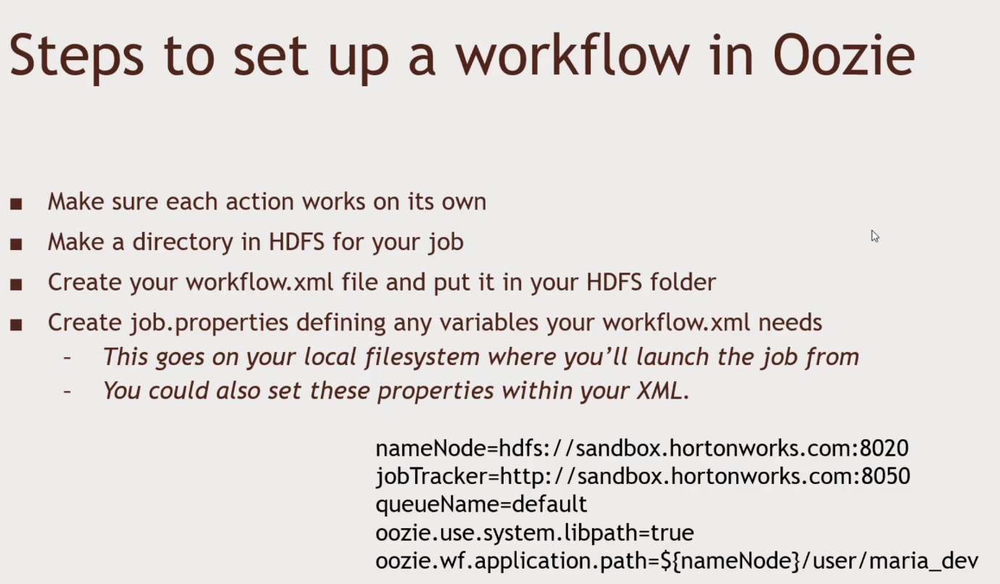 Steps to set up a workflow in Oozie
■ Make sure each action works on its own
■ Make a directory in HDFS for your job
■ Create your workflow.xml file and put it in your HDFS folder
■ Create job.properties defining any variables your workflow.xml needs
- This goes on your local filesystem where you’ll launch the job from
- You could also set these properties within your XML.
nameNode=hdfs://sandbox.hortonworks.com:8020
jobTracker=http://sandbox.hortonworks.com:8050
queueName=default
oozie.use.system.libpath=true
oozie.wf.application.path=${nameNode}/user/maria_dev